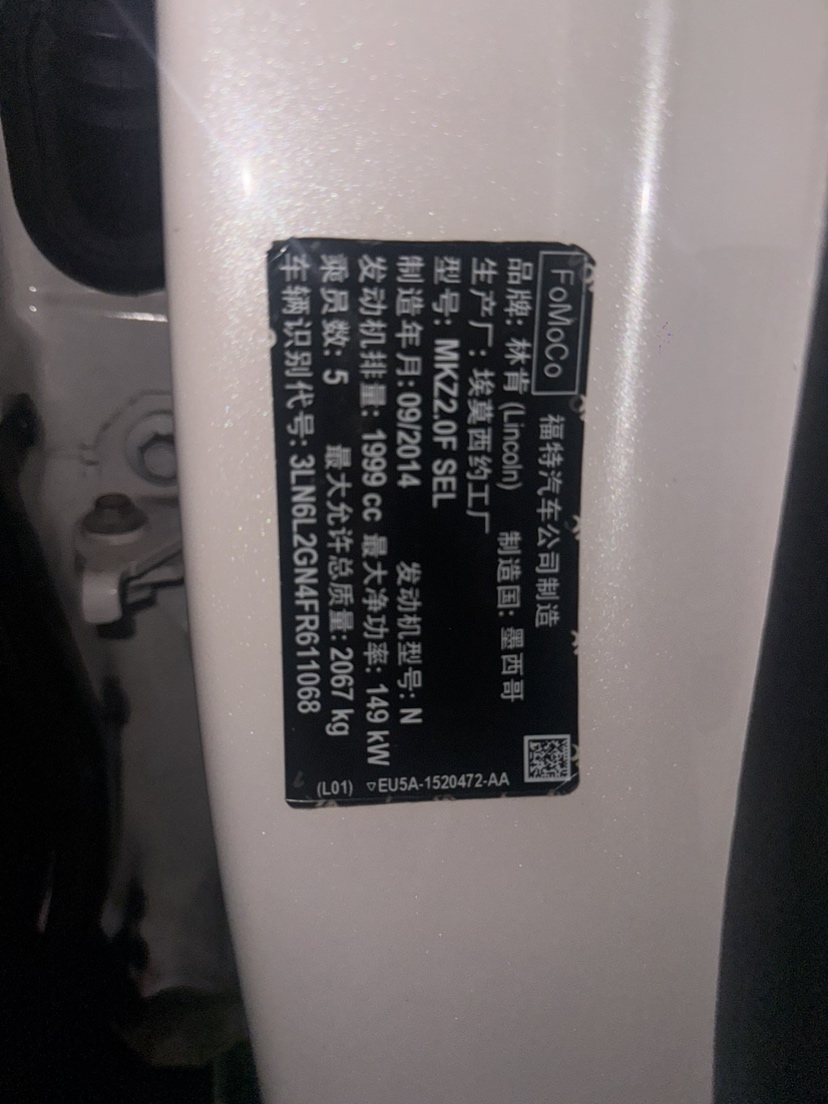 FoMoCo 福特汽车公司制造
品牌: 林肯 (Lincoln) 制造国: 墨西哥
生产厂: 埃莫西约工厂
型号: MKZ2.0F SEL
制造年月: 09/2014 发动机型号: N
发动机排量: 1999 cc 最大净功率: 149 kW
乘员数: 5 最大允许总质量: 2067 kg
车辆识别代号: 3LN6L2GN4FR611068
(L01) ▽EU5A-1520472-AA